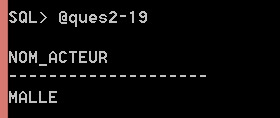 SQL> @ques2-19
NOM_ACTEUR
--------------------
MALLE